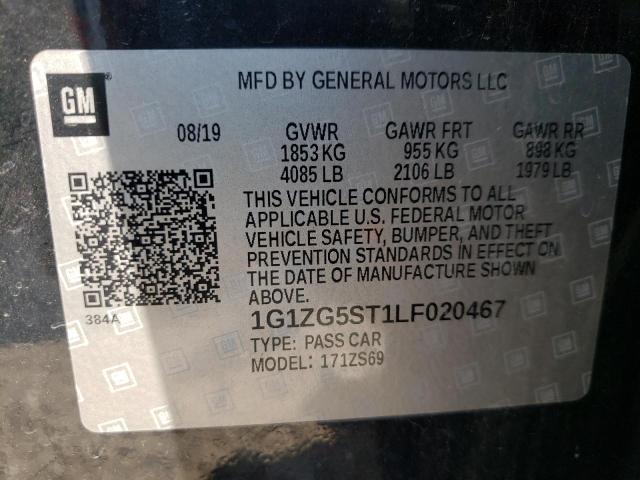 GM
MFD BY GENERAL MOTORS LLC
08/19 GVWR GAWR FRT GAWR RR
1853 KG 955 KG 898 KG
4085 LB 2106 LB 1979 LB
THIS VEHICLE CONFORMS TO ALL
APPLICABLE U.S. FEDERAL MOTOR
VEHICLE SAFETY, BUMPER, AND THEFT
PREVENTION STANDARDS IN EFFECT ON
THE DATE OF MANUFACTURE SHOWN ABOVE.
384A
1G1ZG5ST1LF020467
TYPE: PASS CAR
MODEL: 171ZS69